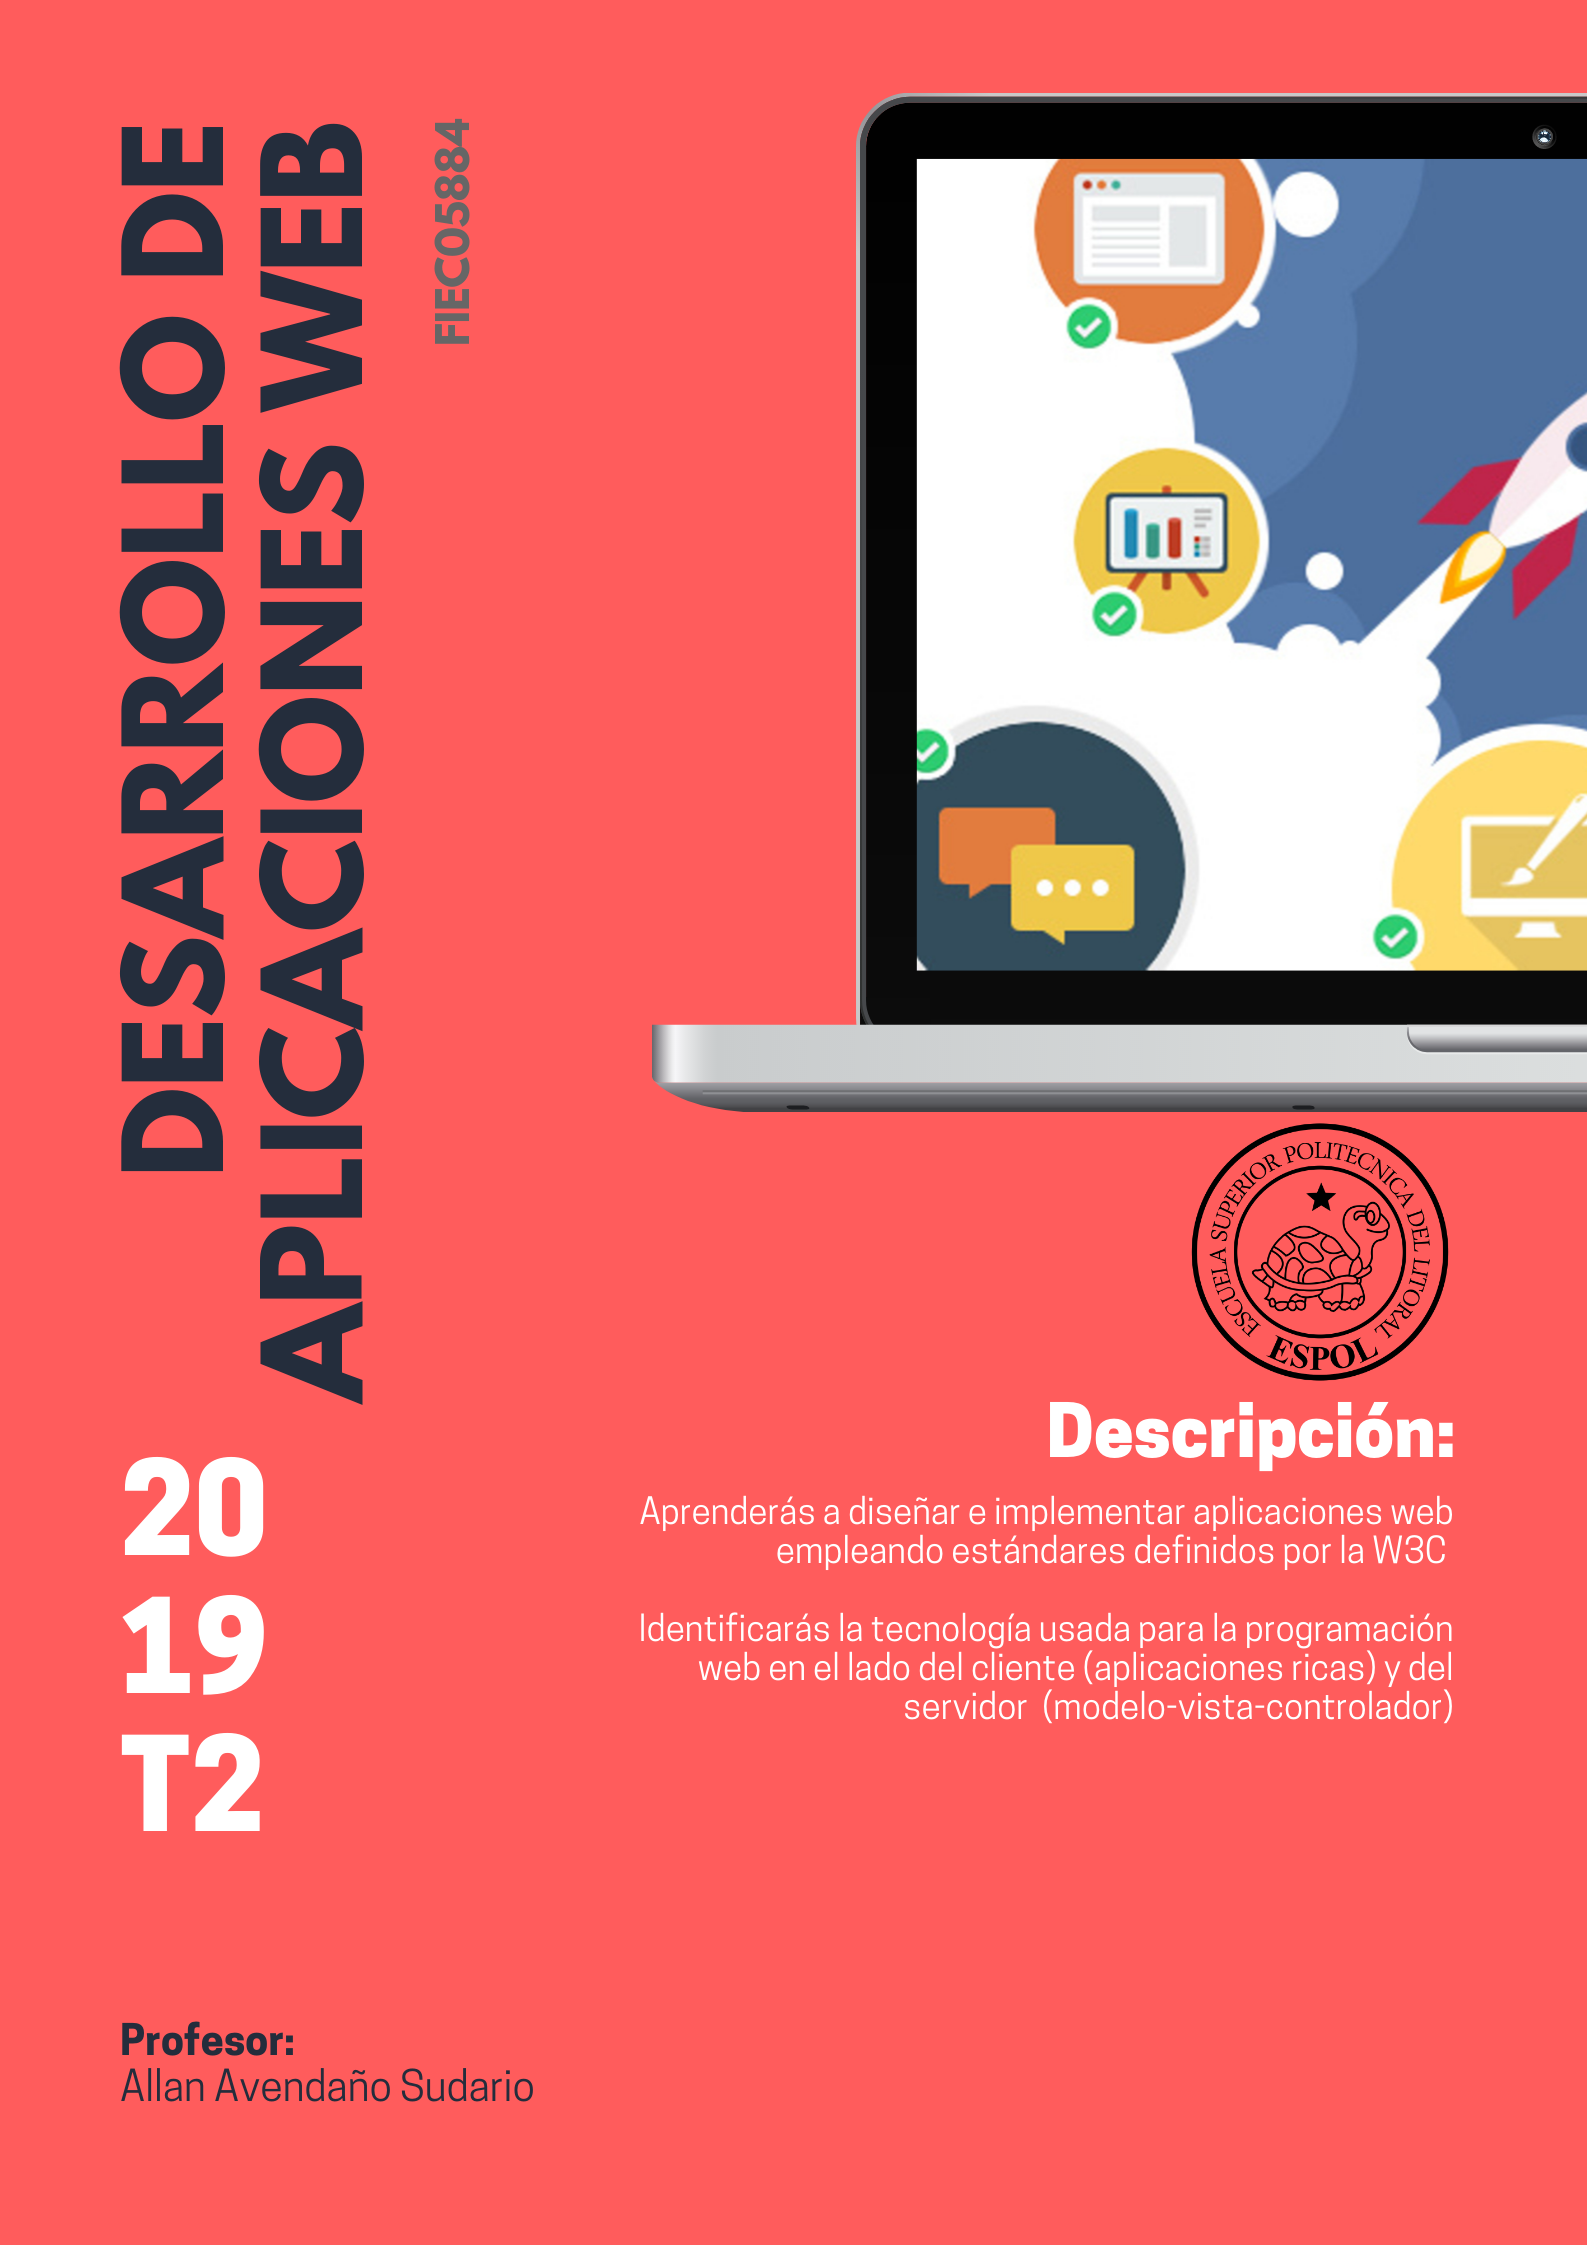 DESARROLLO DE
APLICACIONES WEB
FIEC05884
ESCUELA SUPERIOR POLITECNICA DEL LITORAL
ESPOL
Descripción:
Aprenderás a diseñar e implementar aplicaciones web
empleando estándares definidos por la W3C
Identificarás la tecnología usada para la programación
web en el lado del cliente (aplicaciones ricas) y del
servidor (modelo-vista-controlador)
20
19
T2
Profesor:
Allan Avendaño Sudario